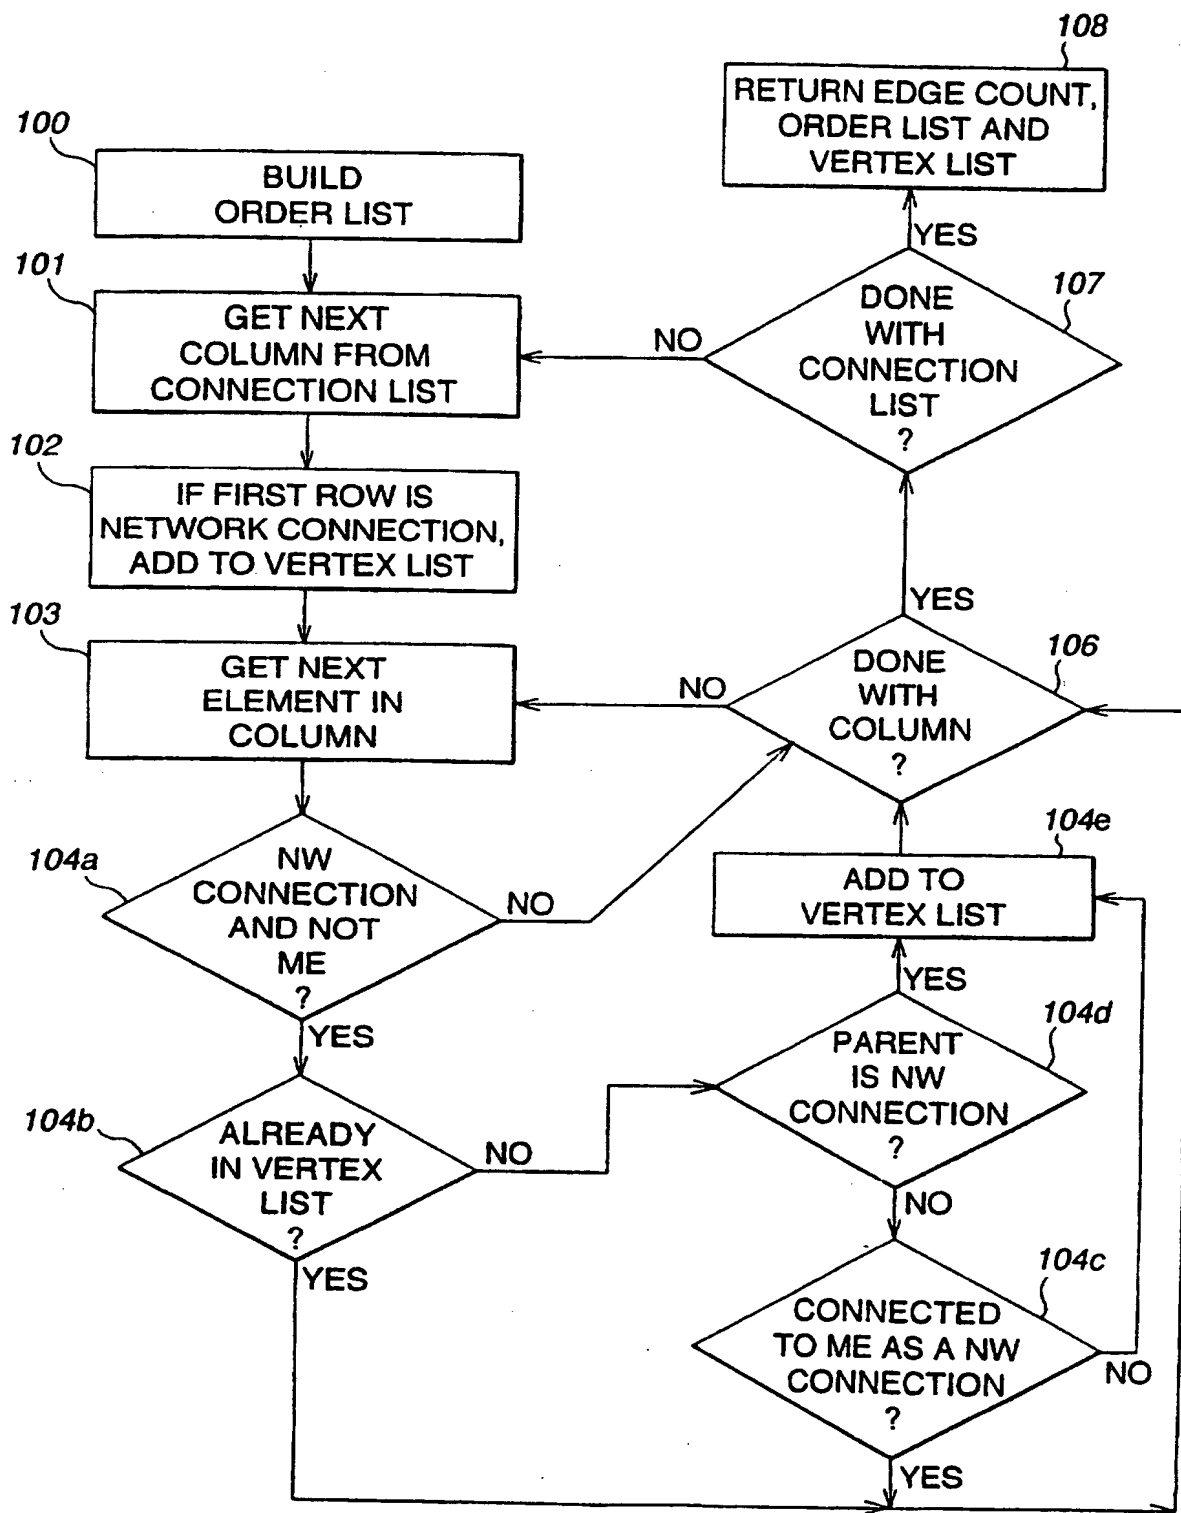 100
BUILD
ORDER LIST
101
GET NEXT
COLUMN FROM
CONNECTION LIST
102
IF FIRST ROW IS
NETWORK CONNECTION,
ADD TO VERTEX LIST
103
GET NEXT
ELEMENT IN
COLUMN
104a
NW
CONNECTION
AND NOT
ME
?
NO
YES
104b
ALREADY
IN VERTEX
LIST
?
NO
YES
108
RETURN EDGE COUNT,
ORDER LIST AND
VERTEX LIST
YES
107
DONE
WITH
CONNECTION
LIST
?
NO
YES
106
DONE
WITH
COLUMN
?
NO
104e
ADD TO
VERTEX LIST
YES
104d
PARENT
IS NW
CONNECTION
?
NO
104c
CONNECTED
TO ME AS A NW
CONNECTION
?
NO
YES